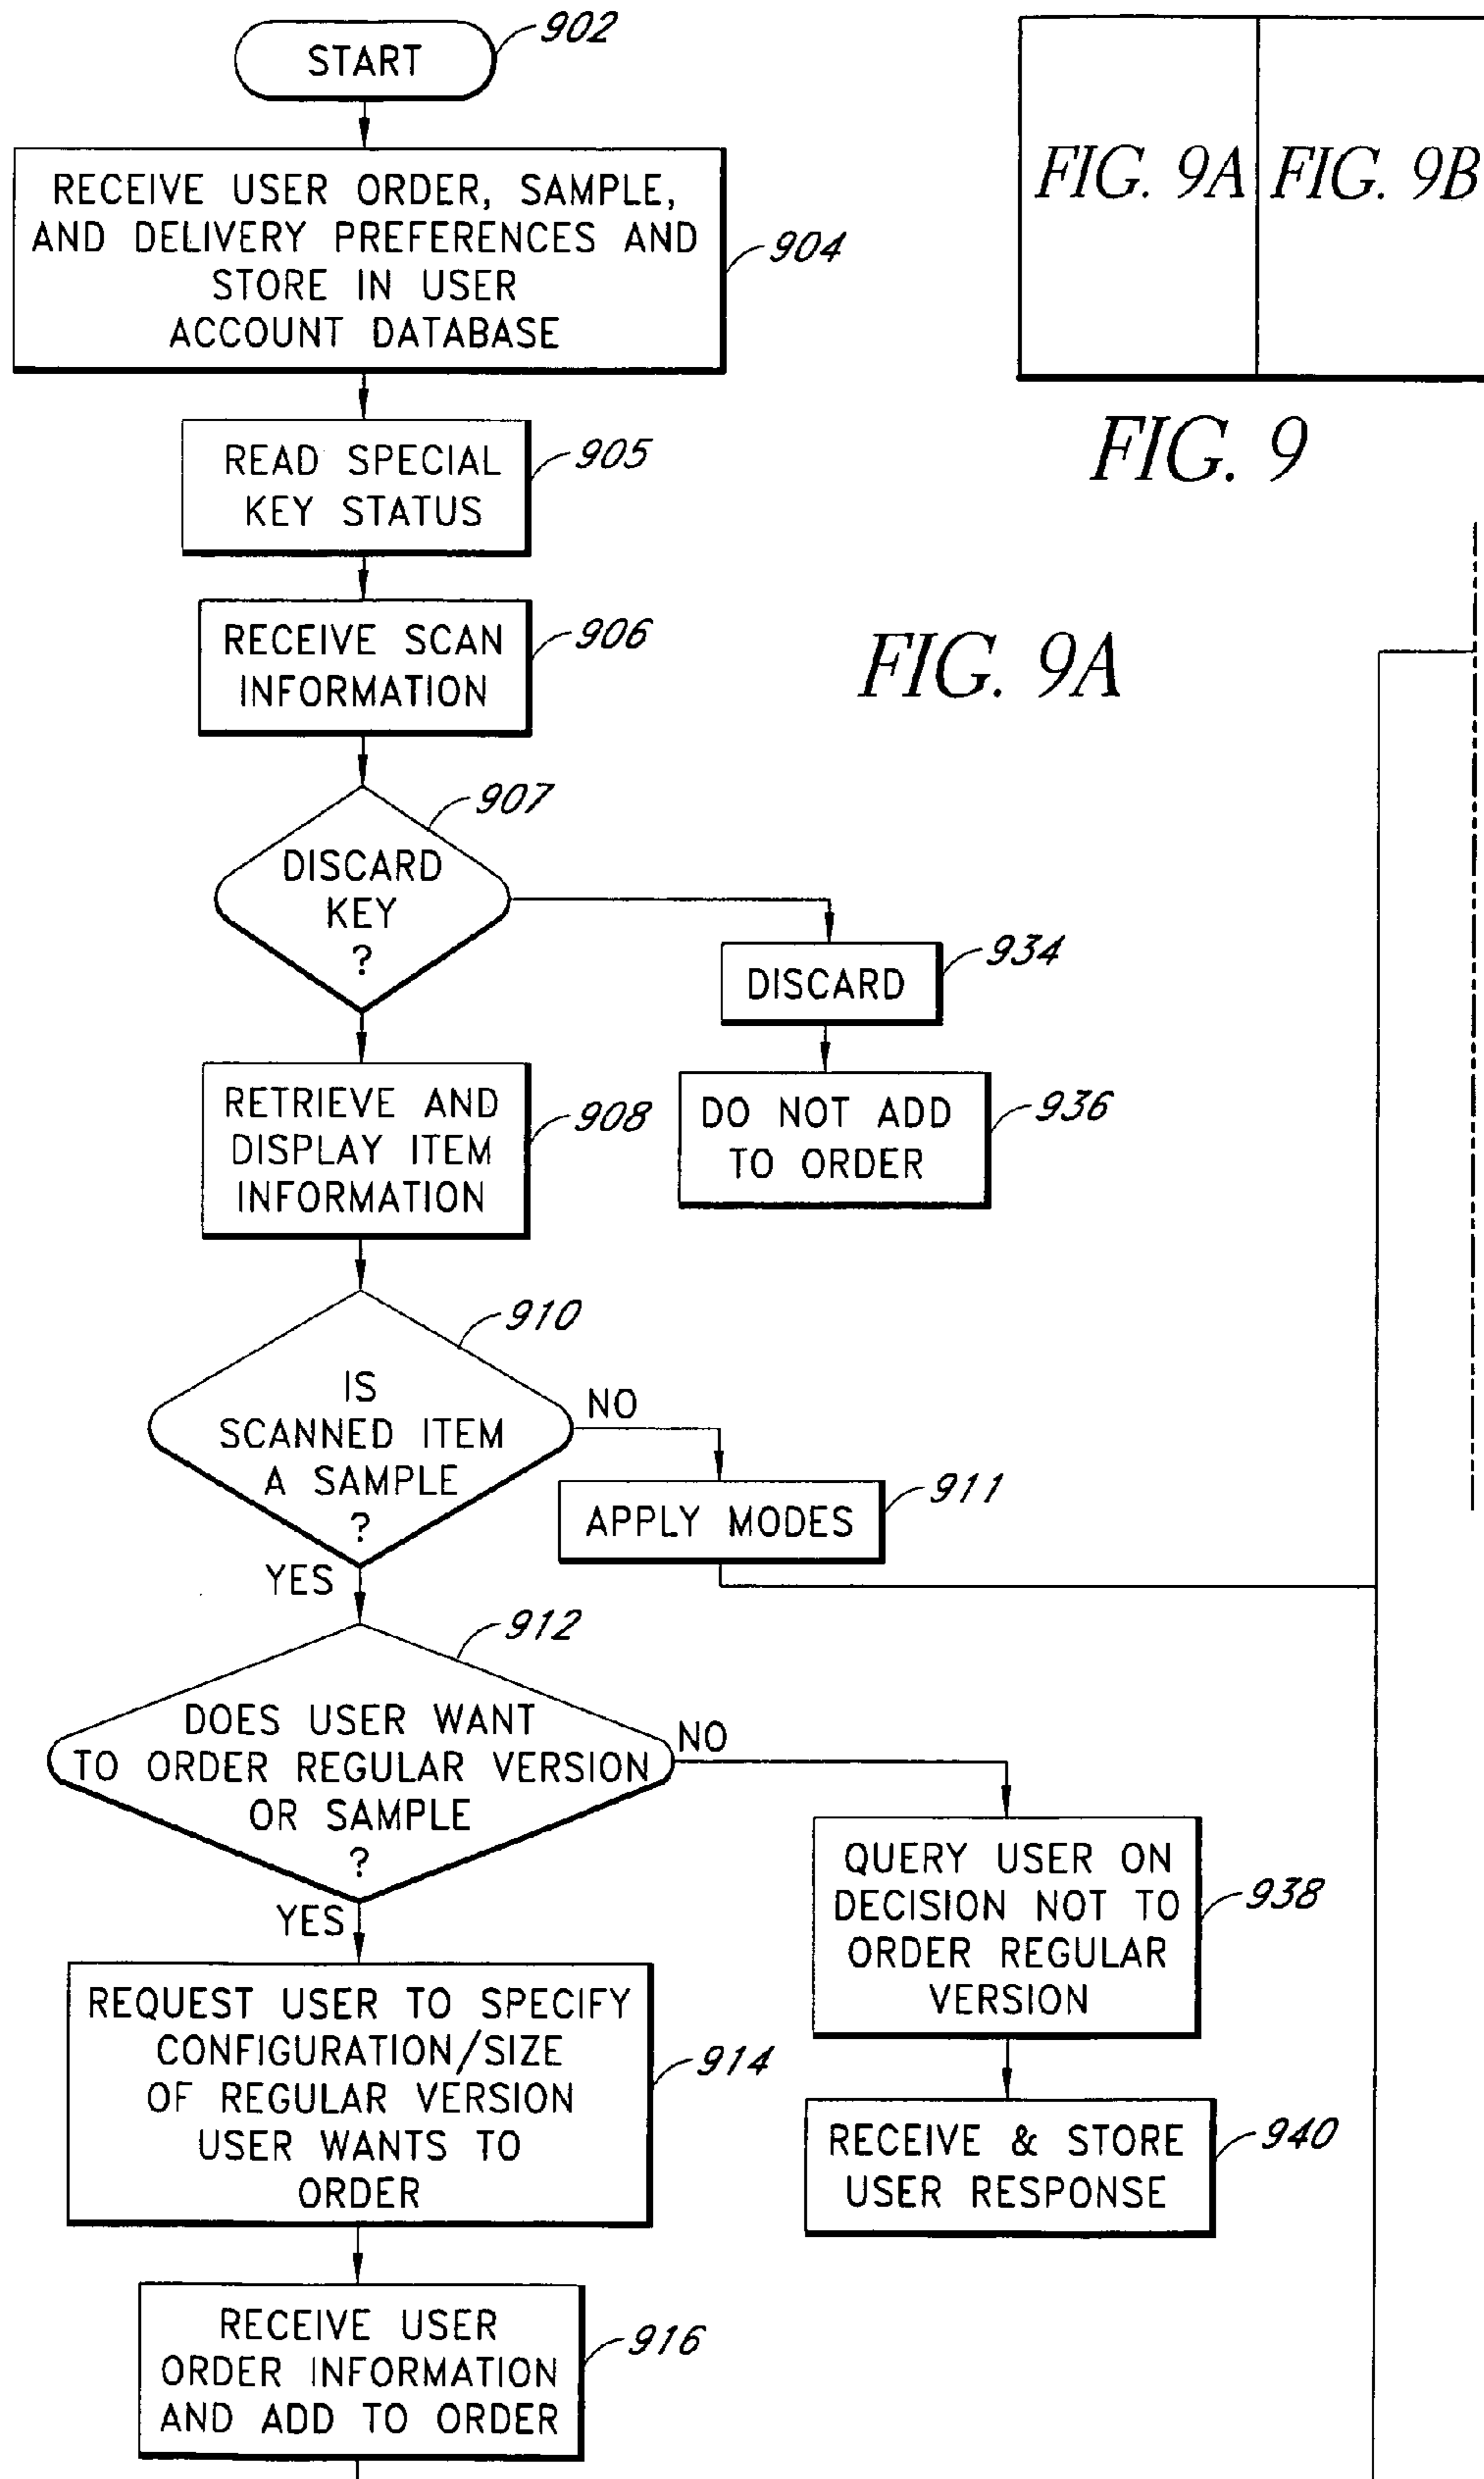 START
902
RECEIVE USER ORDER, SAMPLE,
AND DELIVERY PREFERENCES AND
STORE IN USER
ACCOUNT DATABASE
904
FIG. 9A
FIG. 9B
FIG. 9
READ SPECIAL
KEY STATUS
905
RECEIVE SCAN
INFORMATION
906
FIG. 9A
907
DISCARD
KEY
?
DISCARD
934
DO NOT ADD
TO ORDER
936
RETRIEVE AND
DISPLAY ITEM
INFORMATION
908
910
IS
SCANNED ITEM
A SAMPLE
?
NO
APPLY MODES
911
YES
912
DOES USER WANT
TO ORDER REGULAR VERSION
OR SAMPLE
?
NO
QUERY USER ON
DECISION NOT TO
ORDER REGULAR
VERSION
938
YES
REQUEST USER TO SPECIFY
CONFIGURATION/SIZE
OF REGULAR VERSION
USER WANTS TO
ORDER
914
RECEIVE & STORE
USER RESPONSE
940
RECEIVE USER
ORDER INFORMATION
AND ADD TO ORDER
916